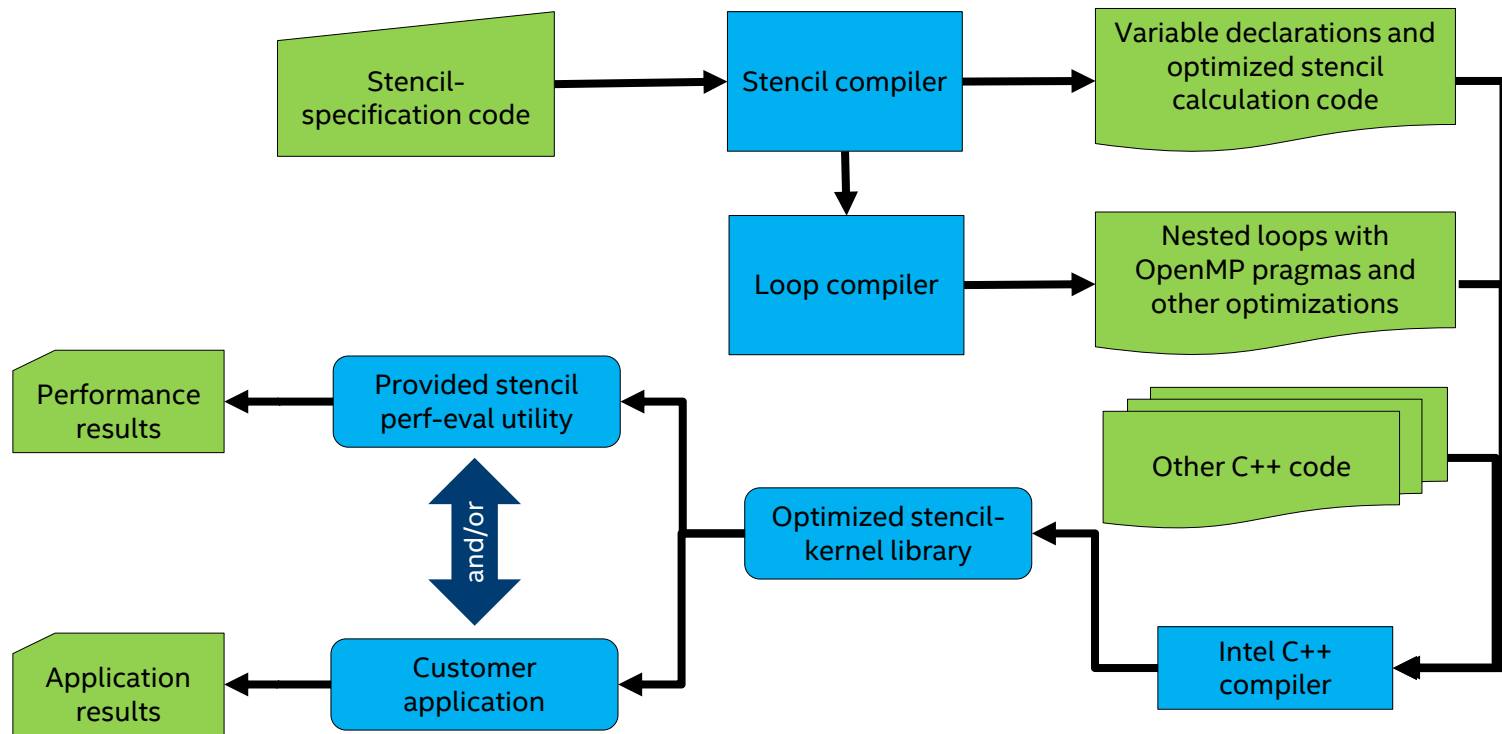 Stencil-
specification code
Stencil compiler
Variable declarations and
optimized stencil
calculation code
Loop compiler
Nested loops with
OpenMP pragmas and
other optimizations
Performance
results
Provided stencil
perf-eval utility
Other C++ code
and/or
Optimized stencil-
kernel library
Application
results
Customer
application
Intel C++
compiler